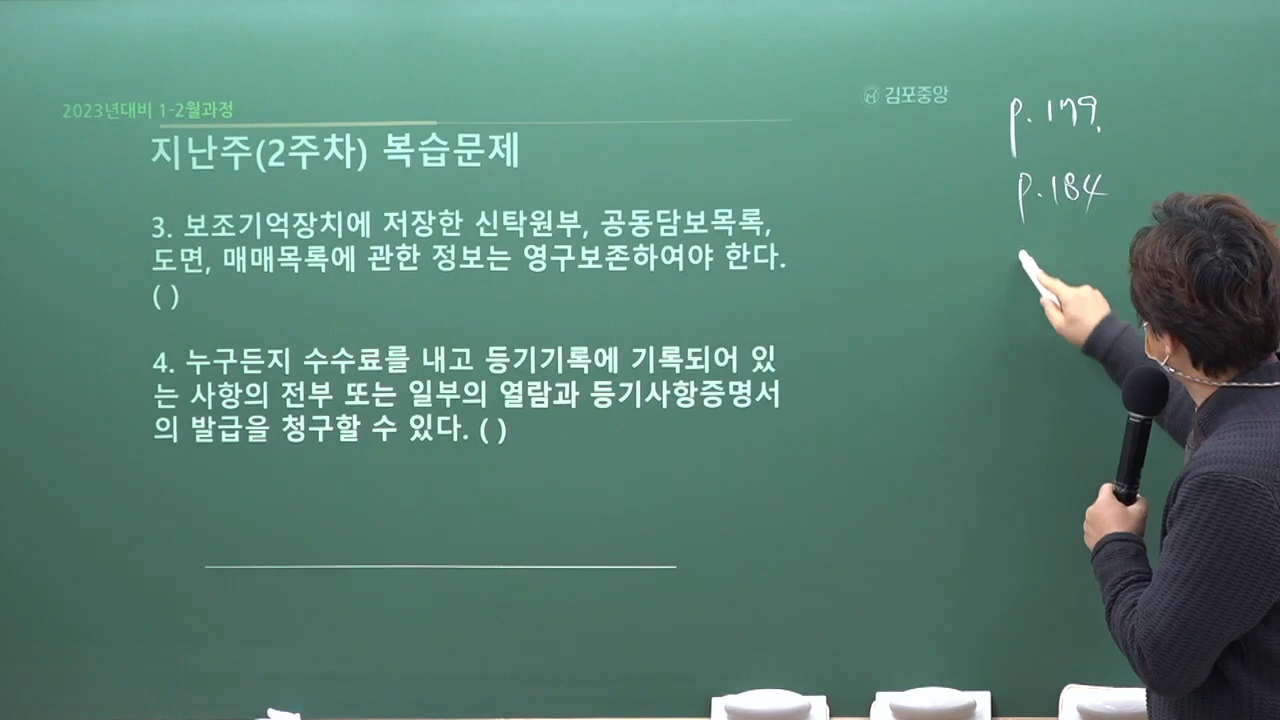 2023년대비 1-2월과정
김포중앙
지난주(2주차) 복습문제
3. 보조기억장치에 저장한 신탁원부, 공동담보목록,
도면, 매매목록에 관한 정보는 영구보존하여야 한다.
( )
4. 누구든지 수수료를 내고 등기기록에 기록되어 있
는 사항의 전부 또는 일부의 열람과 등기사항증명서
의 발급을 청구할 수 있다. ( )
p.179.
p.184